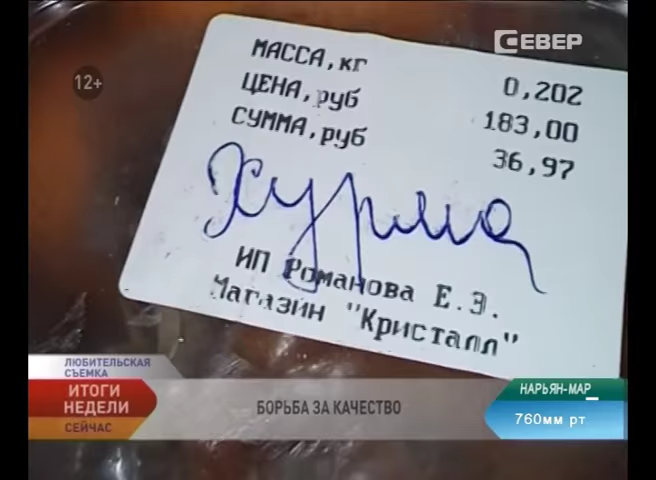 СЕВЕР
12+
МАССА,кг 0,202
ЦЕНА,руб 183,00
СУММА,руб 36,97
Хурма
ИП Романова Е.Э.
Магазин "Кристалл"
ЛЮБИТЕЛЬСКАЯ
СЪЕМКА
ИТОГИ
НЕДЕЛИ
СЕЙЧАС
БОРЬБА ЗА КАЧЕСТВО
НАРЬЯН-МАР
760мм рт